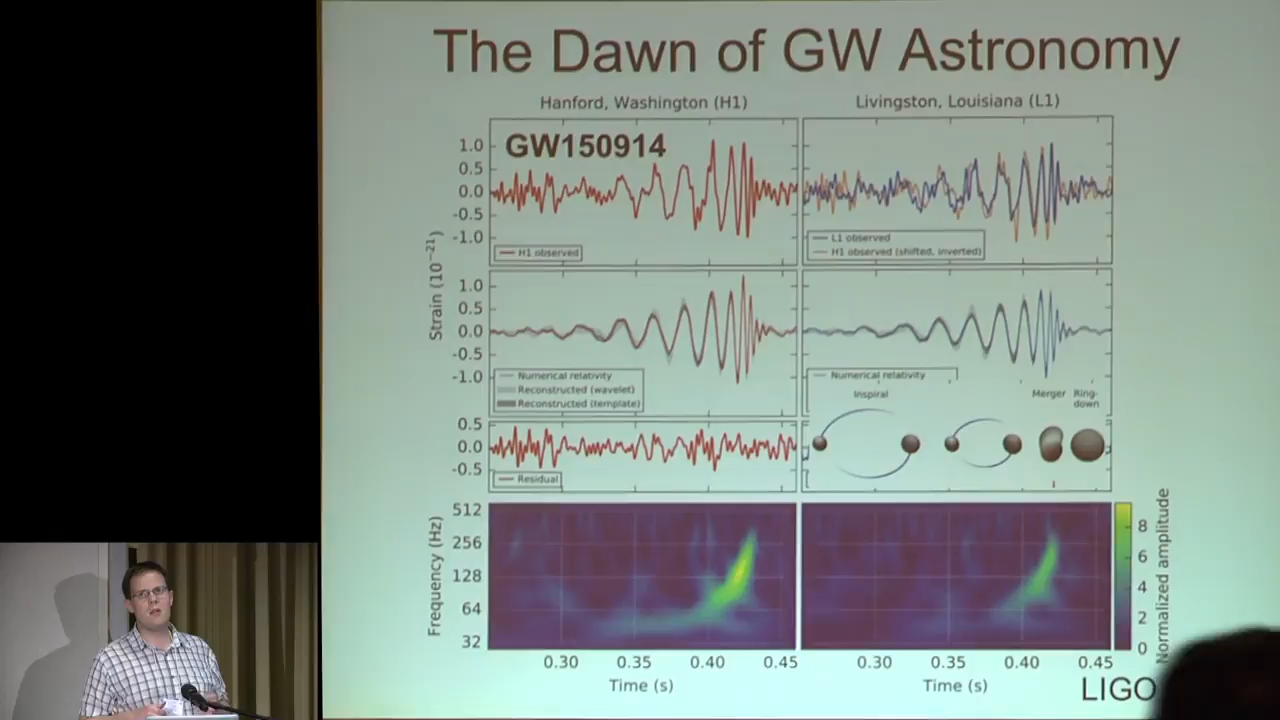 The Dawn of GW Astronomy
Hanford, Washington (H1)
Livingston, Louisiana (L1)
GW150914
1.0
0.5
0.0
-0.5
-1.0
H1 observed
L1 observed
H1 observed (shifted, inverted)
Strain (10⁻²¹)
1.0
0.5
0.0
-0.5
-1.0
Numerical relativity
Reconstructed (wavelet)
Reconstructed (template)
Numerical relativity
Inspiral
Merger
Ring-
down
0.5
0.0
-0.5
Residual
Frequency (Hz)
512
256
128
64
32
8
6
4
2
0
Normalized amplitude
0.30 0.35 0.40 0.45
0.30 0.35 0.40 0.45
Time (s)
Time (s)
LIGO